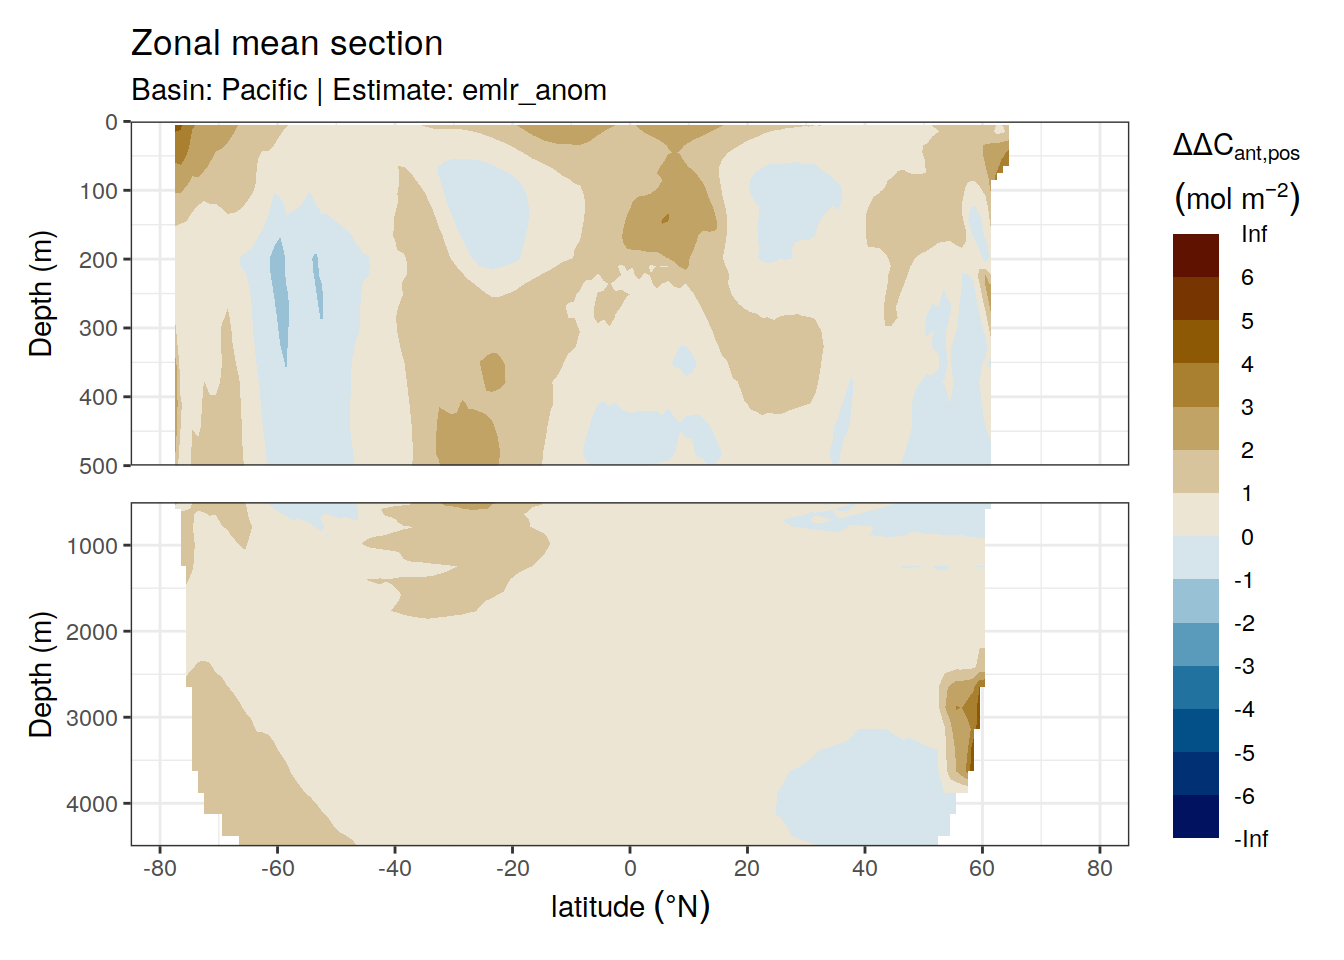 Zonal mean section
Basin: Pacific | Estimate: emlr_anom
Depth (m)
0
100
200
300
400
500
Depth (m)
1000
2000
3000
4000
-80 -60 -40 -20 0 20 40 60 80
latitude (°N)
ΔΔC_ant,pos
(mol m⁻²)
Inf
6
5
4
3
2
1
0
-1
-2
-3
-4
-5
-6
-Inf